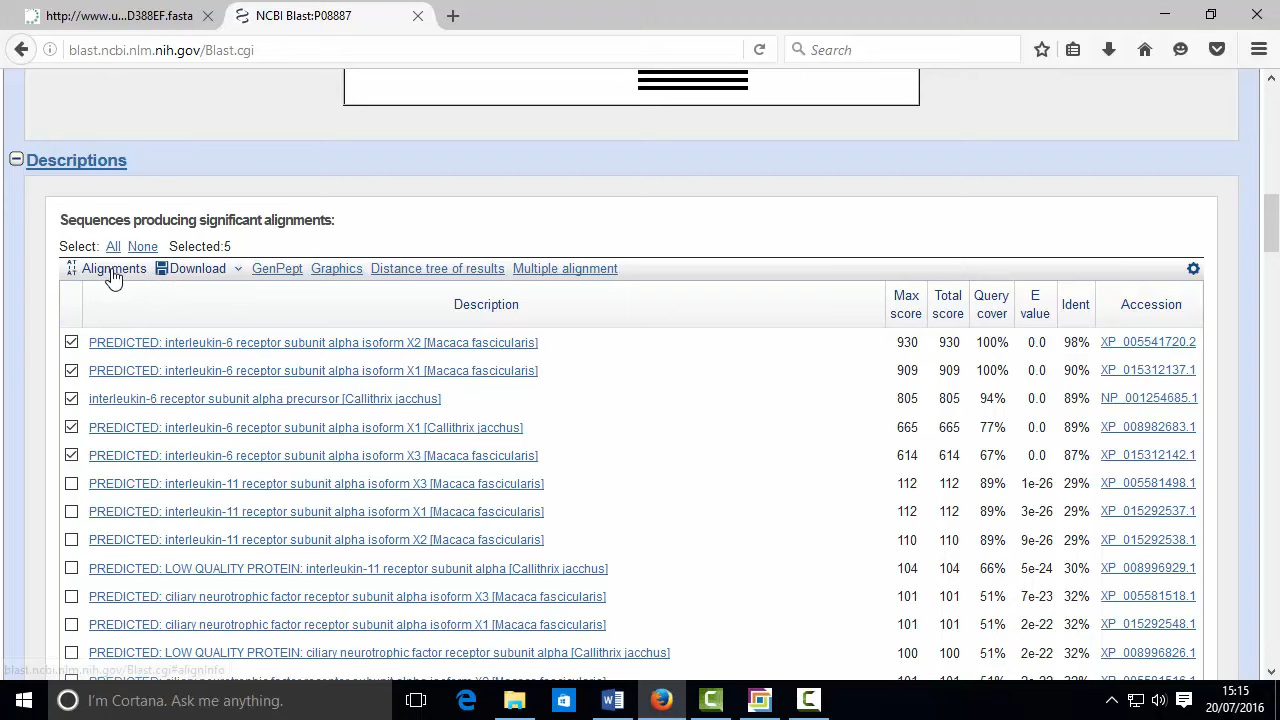 http://www.u...D388EF.fasta
NCBI Blast:P08887
blast.ncbi.nlm.nih.gov/Blast.cgi
Search
Descriptions
Sequences producing significant alignments:
Select: All None Selected:5
Alignments Download GenPept Graphics Distance tree of results Multiple alignment
Description Max score Total score Query cover E value Ident Accession
PREDICTED: interleukin-6 receptor subunit alpha isoform X2 [Macaca fascicularis] 930 930 100% 0.0 98% XP_005541720.2
PREDICTED: interleukin-6 receptor subunit alpha isoform X1 [Macaca fascicularis] 909 909 100% 0.0 90% XP_015312137.1
interleukin-6 receptor subunit alpha precursor [Callithrix jacchus] 805 805 94% 0.0 89% NP_001254685.1
PREDICTED: interleukin-6 receptor subunit alpha isoform X1 [Callithrix jacchus] 665 665 77% 0.0 89% XP_008982683.1
PREDICTED: interleukin-6 receptor subunit alpha isoform X3 [Macaca fascicularis] 614 614 67% 0.0 87% XP_015312142.1
PREDICTED: interleukin-11 receptor subunit alpha isoform X3 [Macaca fascicularis] 112 112 89% 1e-26 29% XP_005581498.1
PREDICTED: interleukin-11 receptor subunit alpha isoform X1 [Macaca fascicularis] 112 112 89% 3e-26 29% XP_015292537.1
PREDICTED: interleukin-11 receptor subunit alpha isoform X2 [Macaca fascicularis] 110 110 89% 9e-26 29% XP_015292538.1
PREDICTED: LOW QUALITY PROTEIN: interleukin-11 receptor subunit alpha [Callithrix jacchus] 104 104 66% 5e-24 30% XP_008996929.1
PREDICTED: ciliary neurotrophic factor receptor subunit alpha isoform X3 [Macaca fascicularis] 101 101 51% 7e-23 32% XP_005581518.1
PREDICTED: ciliary neurotrophic factor receptor subunit alpha isoform X1 [Macaca fascicularis] 101 101 51% 2e-22 32% XP_015292548.1
PREDICTED: LOW QUALITY PROTEIN: ciliary neurotrophic factor receptor subunit alpha [Callithrix jacchus] 100 100 51% 2e-22 32% XP_008996826.1
blast.ncbi.nlm.nih.gov/Blast.cgi#alignInfo
I'm Cortana. Ask me anything.
15:15
20/07/2016